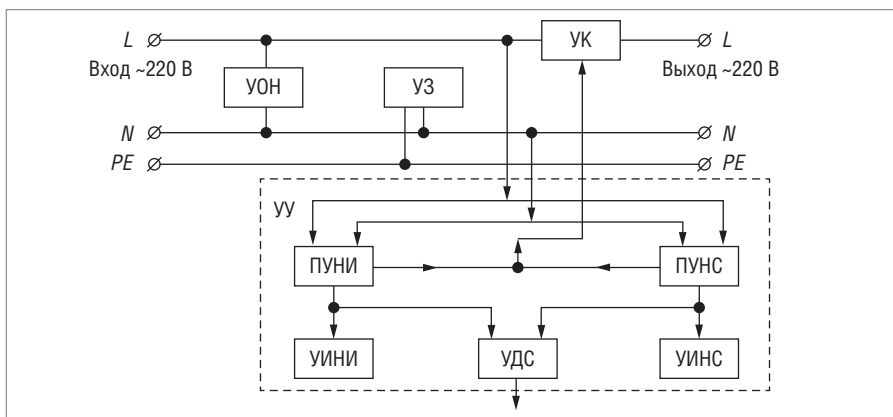 L УК L
Вход ~220 В Выход ~220 В
УОН УЗ
N N
PE PE
УУ
ПУНИ ПУНС
УИНИ УДС УИНС